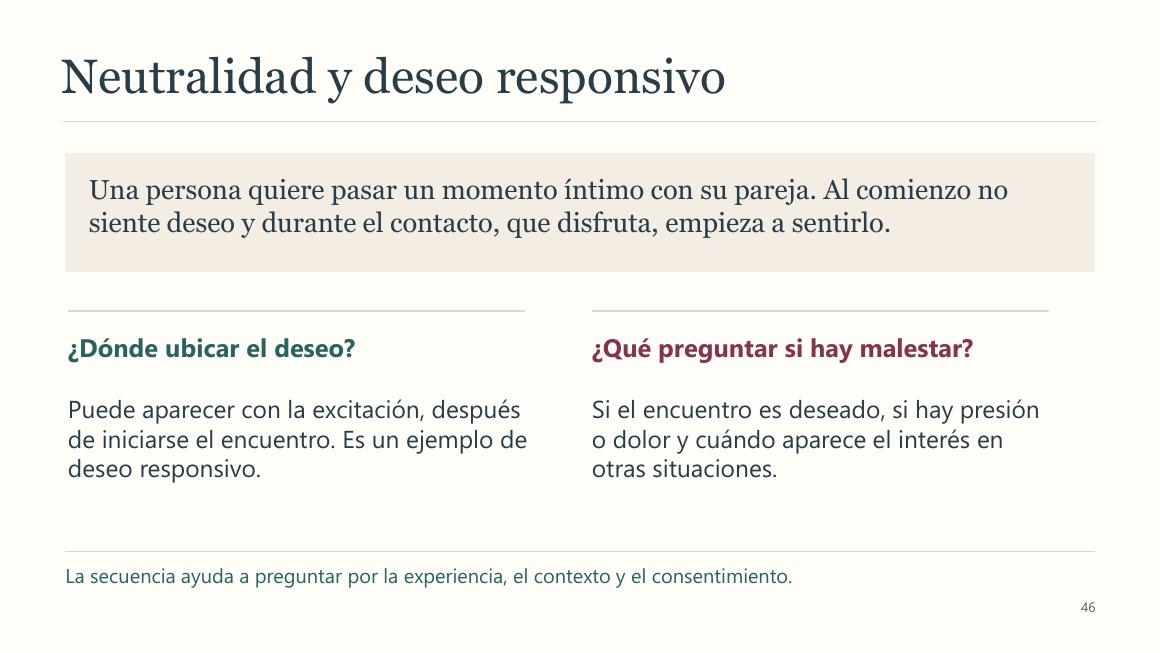 Neutralidad y deseo responsivo
Una persona quiere pasar un momento íntimo con su pareja. Al comienzo no
siente deseo y durante el contacto, que disfruta, empieza a sentirlo.
¿Dónde ubicar el deseo?
Puede aparecer con la excitación, después
de iniciarse el encuentro. Es un ejemplo de
deseo responsivo.
¿Qué preguntar si hay malestar?
Si el encuentro es deseado, si hay presión
o dolor y cuándo aparece el interés en
otras situaciones.
La secuencia ayuda a preguntar por la experiencia, el contexto y el consentimiento.
46